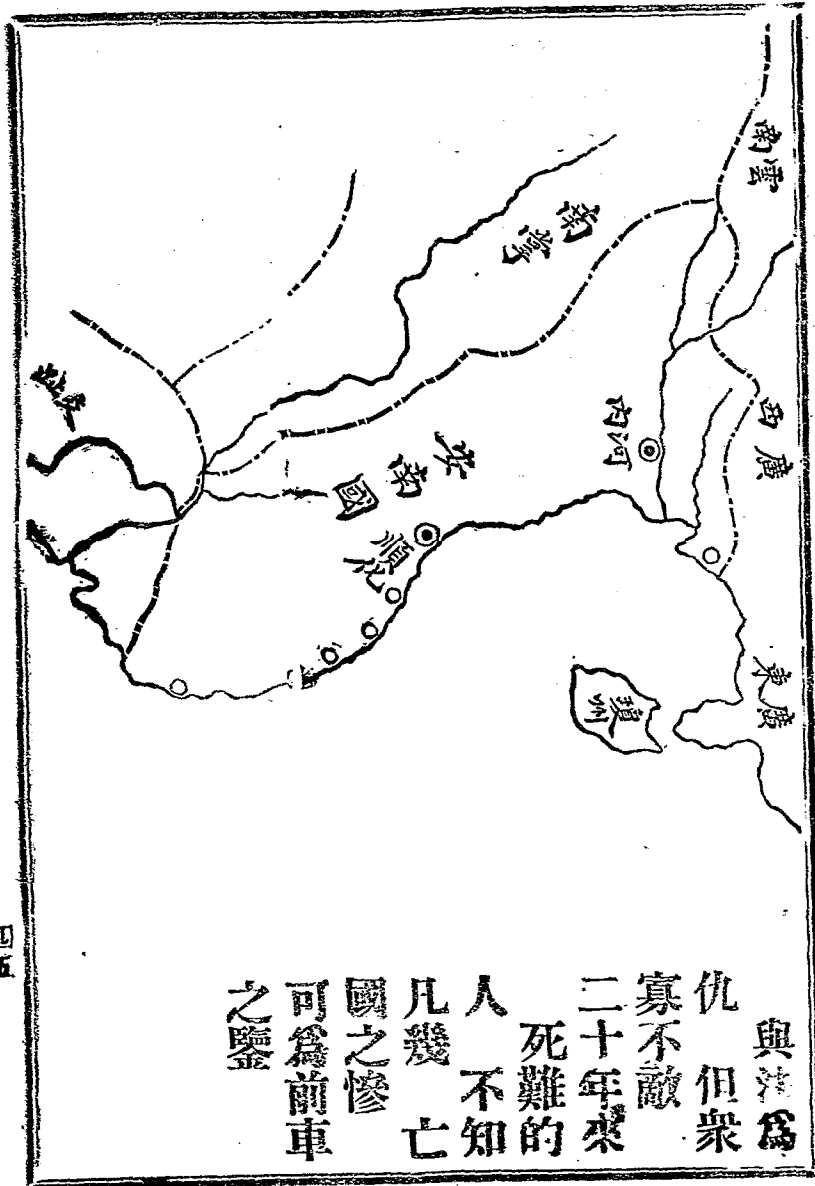 雲南
南掌
廣西
河內
安南國
順化
瓊州
廣東
與法爲
仇 但衆
寡不敵
二十年來
死難的
人 不知
凡幾 亡
國之慘
可爲前車
之鑒
四五